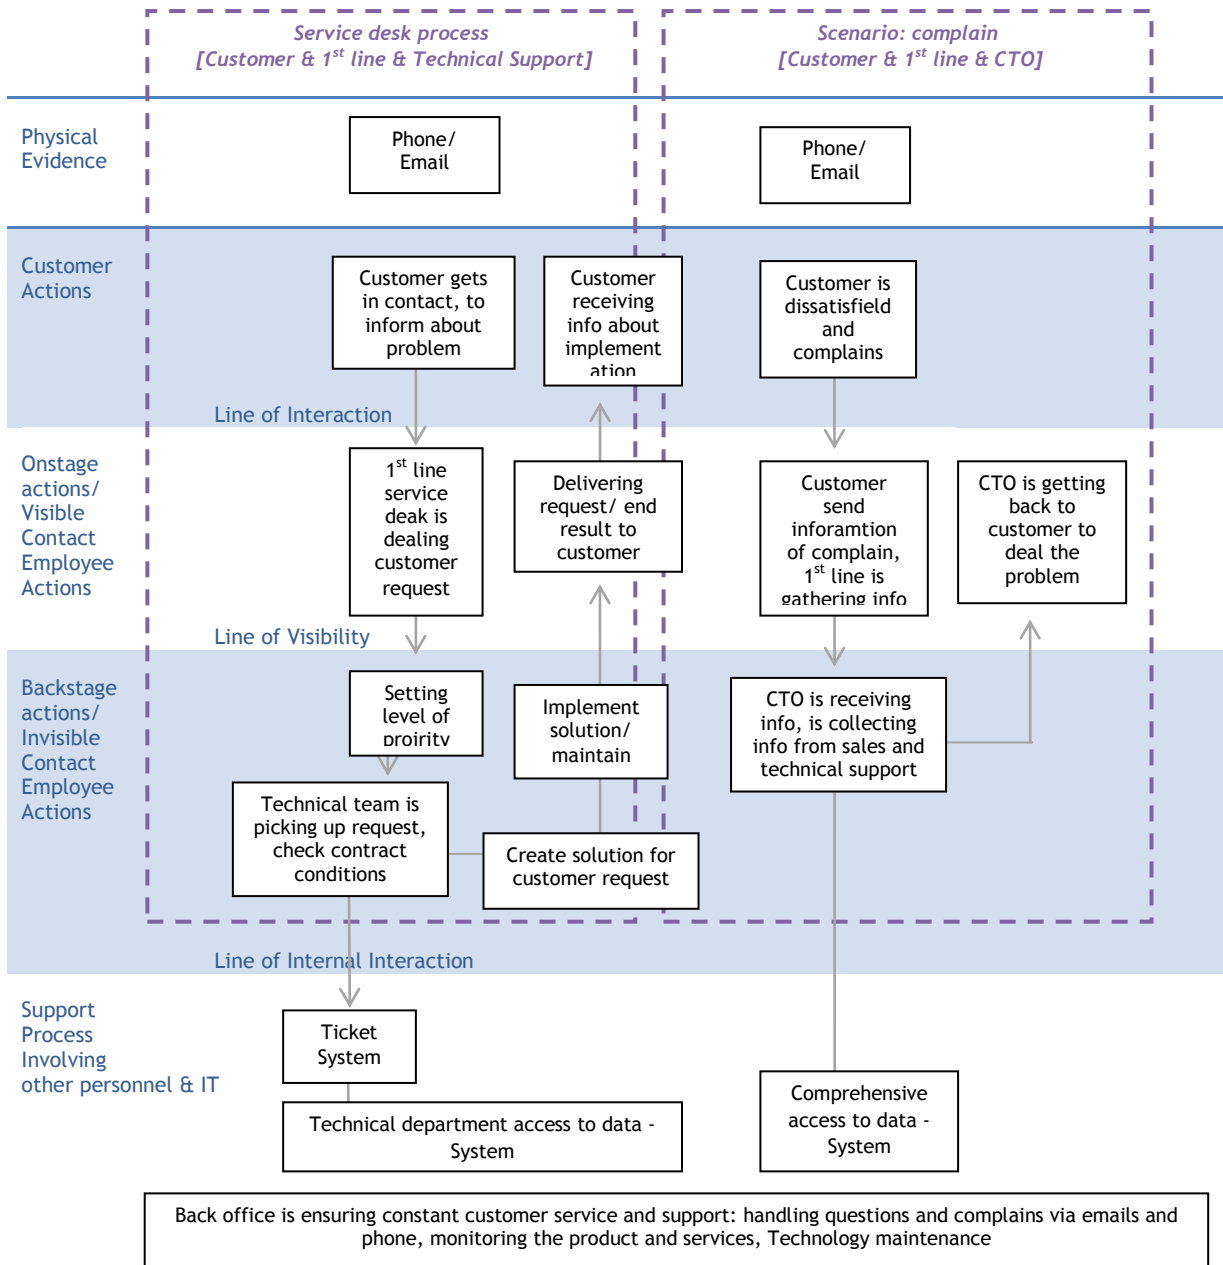 Service desk process
[Customer & 1st line & Technical Support]
Scenario: complain
[Customer & 1st line & CTO]
Physical
Evidence
Phone/
Email
Phone/
Email
Customer
Actions
Customer gets
in contact, to
inform about
problem
Customer
receiving
info about
implement
ation
Customer is
dissatisfield
and
complains
Line of Interaction
Onstage
actions/
Visible
Contact
Employee
Actions
1st line
service
deak is
dealing
customer
request
Delivering
request/ end
result to
customer
Customer
send
inforamtion
of complain,
1st line is
gathering info
CTO is getting
back to
customer to
deal the
problem
Line of Visibility
Backstage
actions/
Invisible
Contact
Employee
Actions
Setting
level of
proirity
Implement
solution/
maintain
CTO is receiving
info, is collecting
info from sales and
technical support
Technical team is
picking up request,
check contract
conditions
Create solution for
customer request
Line of Internal Interaction
Support
Process
Involving
other personnel & IT
Ticket
System
Technical department access to data -
System
Comprehensive
access to data -
System
Back office is ensuring constant customer service and support: handling questions and complains via emails and
phone, monitoring the product and services, Technology maintenance